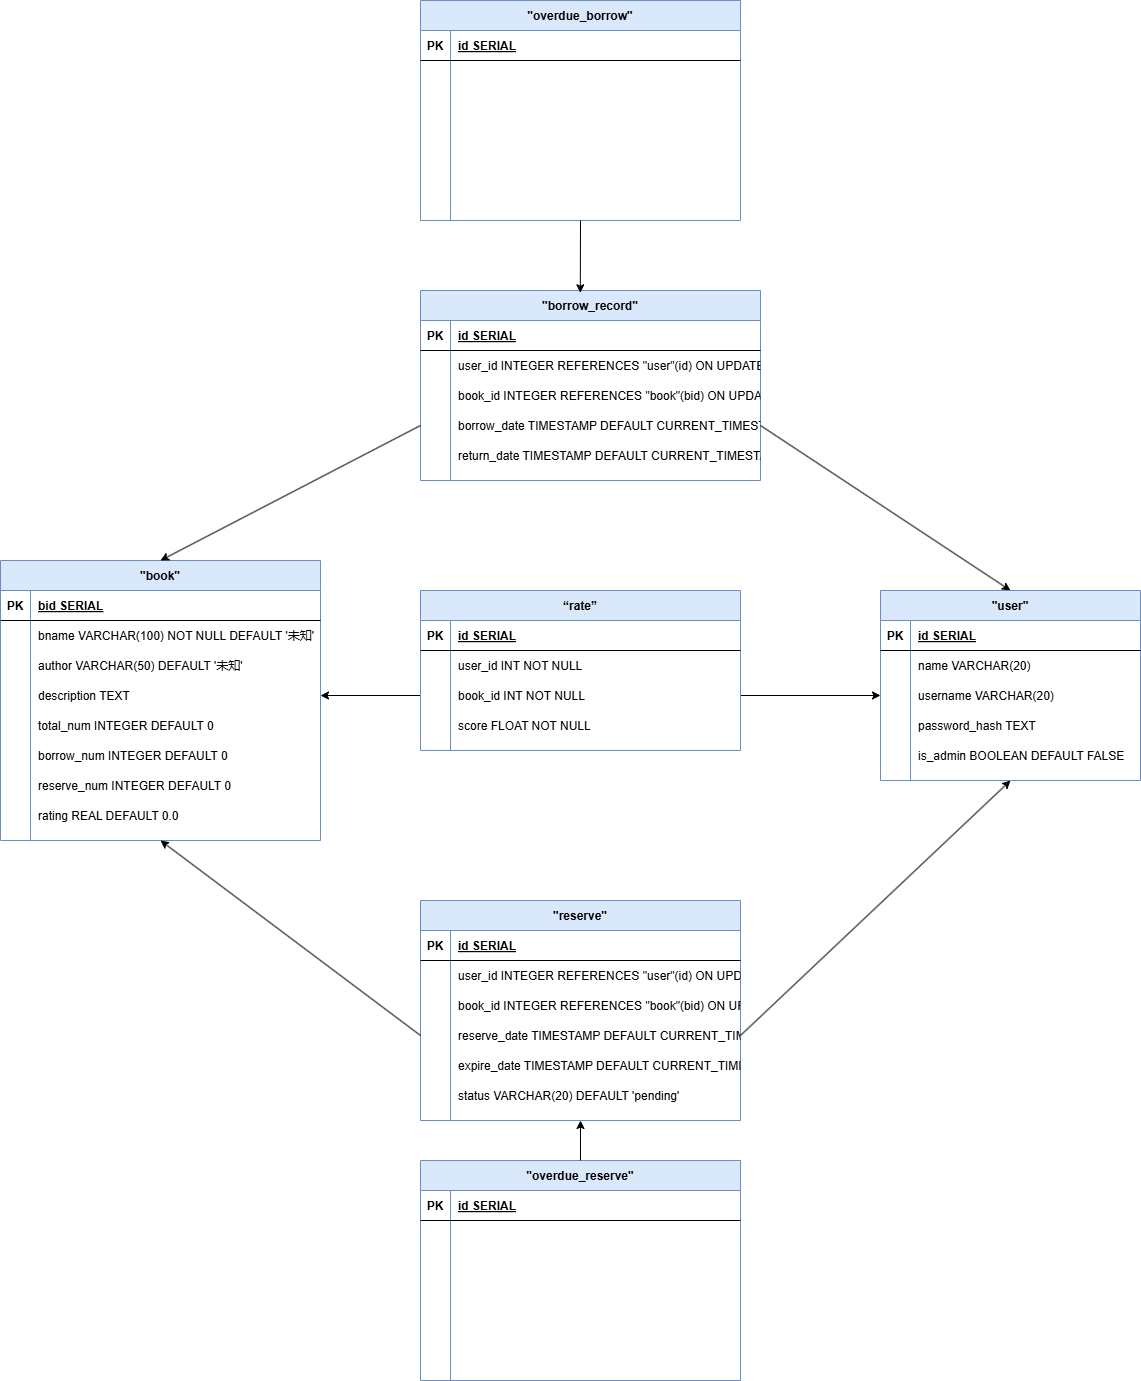 "overdue_borrow"
PK id SERIAL
"borrow_record"
PK id SERIAL
user_id INTEGER REFERENCES "user"(id) ON UPDATE
book_id INTEGER REFERENCES "book"(bid) ON UPDA
borrow_date TIMESTAMP DEFAULT CURRENT_TIMES
return_date TIMESTAMP DEFAULT CURRENT_TIMEST
"book"
PK bid SERIAL
bname VARCHAR(100) NOT NULL DEFAULT '未知'
author VARCHAR(50) DEFAULT '未知'
description TEXT
total_num INTEGER DEFAULT 0
borrow_num INTEGER DEFAULT 0
reserve_num INTEGER DEFAULT 0
rating REAL DEFAULT 0.0
“rate”
PK id SERIAL
user_id INT NOT NULL
book_id INT NOT NULL
score FLOAT NOT NULL
"user"
PK id SERIAL
name VARCHAR(20)
username VARCHAR(20)
password_hash TEXT
is_admin BOOLEAN DEFAULT FALSE
"reserve"
PK id SERIAL
user_id INTEGER REFERENCES "user"(id) ON UPD
book_id INTEGER REFERENCES "book"(bid) ON UP
reserve_date TIMESTAMP DEFAULT CURRENT_TIM
expire_date TIMESTAMP DEFAULT CURRENT_TIM
status VARCHAR(20) DEFAULT 'pending'
"overdue_reserve"
PK id SERIAL